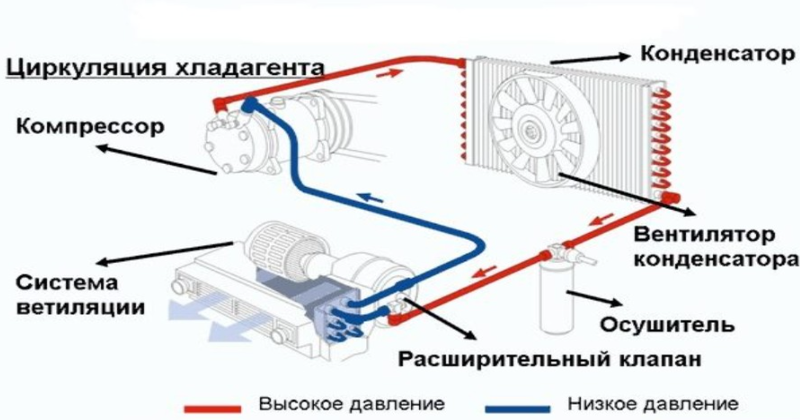 Циркуляция хладагента
Конденсатор
Компрессор
Вентилятор
конденсатора
Система
ветиляции
Осушитель
Расширительный клапан
Высокое давление
Низкое давление